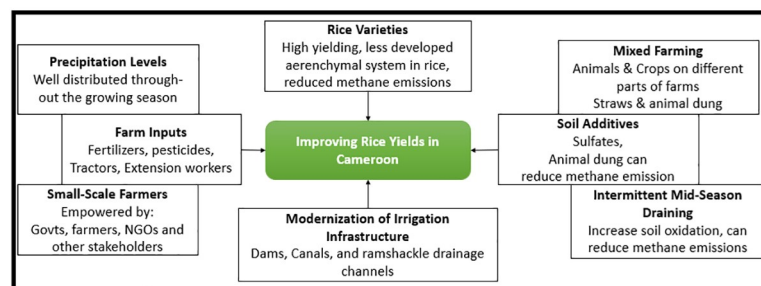 Rice Varieties
High yielding, less developed
aerenchymal system in rice,
reduced methane emissions
Precipitation Levels
Well distributed through-
out the growing season
Mixed Farming
Animals & Crops on different
parts of farms
Straws & animal dung
Farm Inputs
Fertilizers, pesticides,
Tractors, Extension workers
Improving Rice Yields in
Cameroon
Soil Additives
Sulfates,
Animal dung can
reduce methane emission
Small-Scale Farmers
Empowered by:
Govts, farmers, NGOs and
other stakeholders
Modernization of Irrigation
Infrastructure
Dams, Canals, and ramshackle drainage
channels
Intermittent Mid-Season
Draining
Increase soil oxidation, can
reduce methane emissions